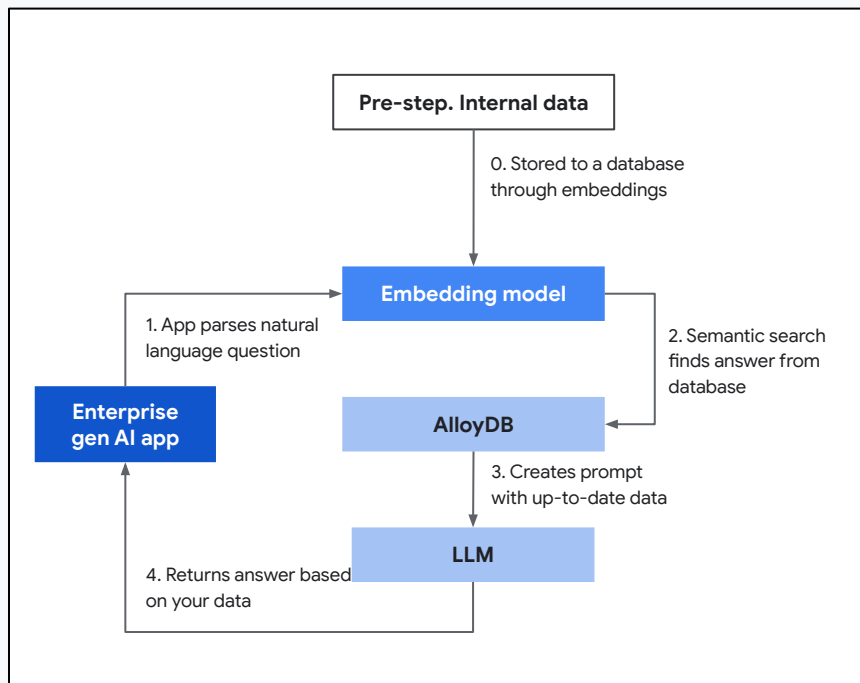 Pre-step. Internal data
0. Stored to a database
through embeddings
Embedding model
1. App parses natural
language question
2. Semantic search
finds answer from
database
Enterprise
gen AI app
AlloyDB
3. Creates prompt
with up-to-date data
LLM
4. Returns answer based
on your data